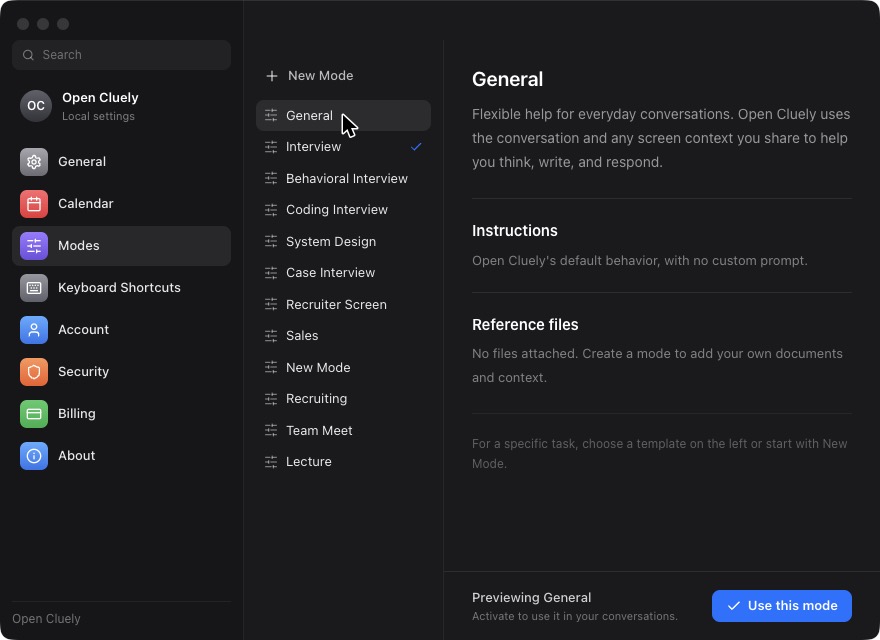 Search
OC
Open Cluely
Local settings
General
Calendar
Modes
Keyboard Shortcuts
Account
Security
Billing
About
Open Cluely
New Mode
General
Interview
Behavioral Interview
Coding Interview
System Design
Case Interview
Recruiter Screen
Sales
New Mode
Recruiting
Team Meet
Lecture
General
Flexible help for everyday conversations. Open Cluely uses
the conversation and any screen context you share to help
you think, write, and respond.
Instructions
Open Cluely's default behavior, with no custom prompt.
Reference files
No files attached. Create a mode to add your own documents
and context.
For a specific task, choose a template on the left or start with New
Mode.
Previewing General
Activate to use it in your conversations.
Use this mode